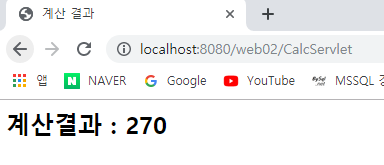 계산 결과
localhost:8080/web02/CalcServlet
앱 NAVER Google YouTube MSSQL
계산결과 : 270